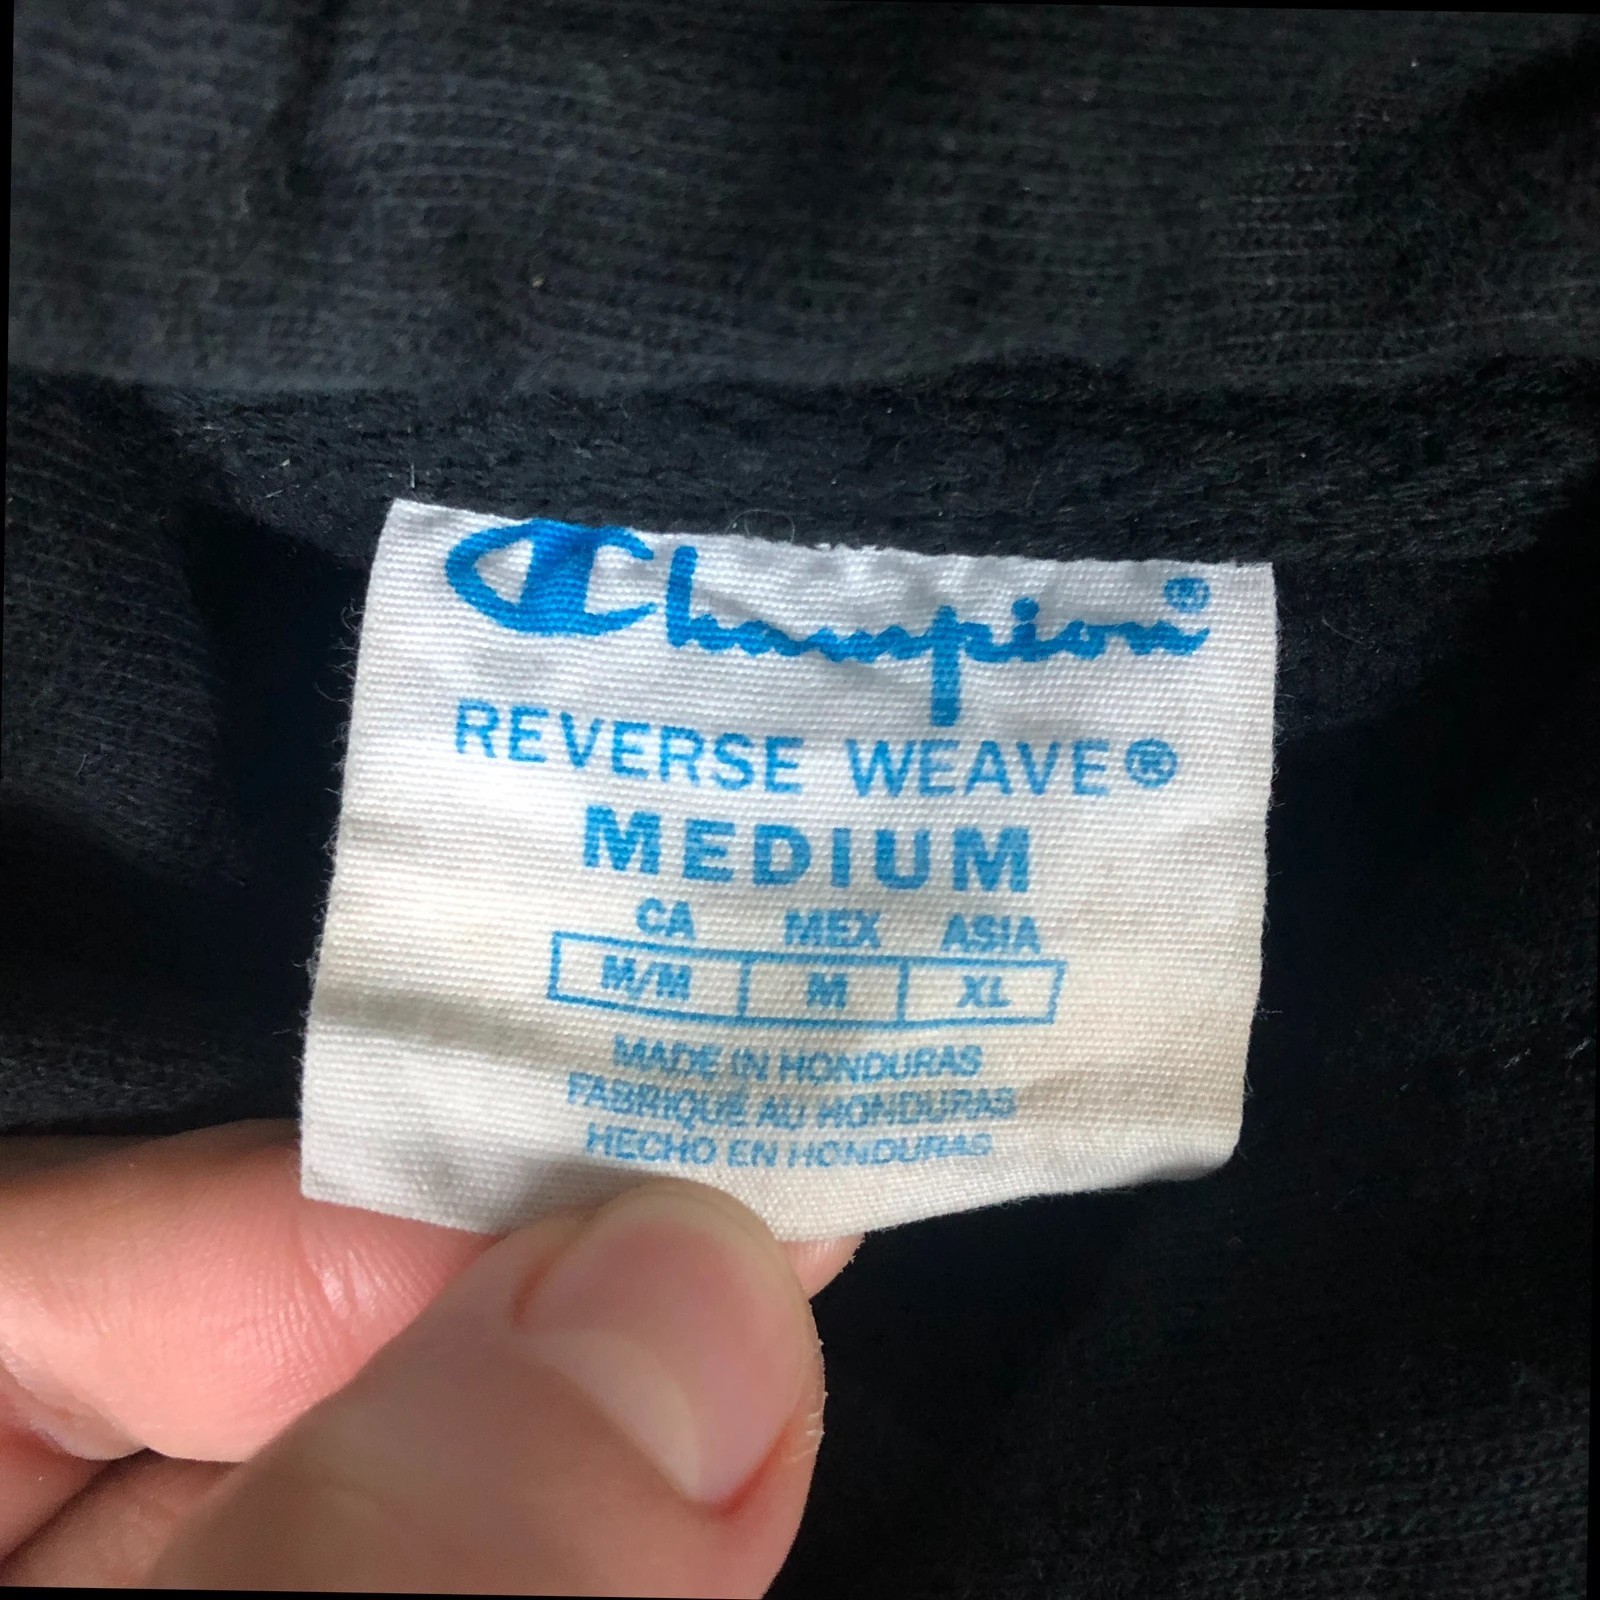 Champion®
REVERSE WEAVE®
MEDIUM
CA MEX ASIA
M/M M XL
MADE IN HONDURAS
FABRIQUÉ AU HONDURAS
HECHO EN HONDURAS